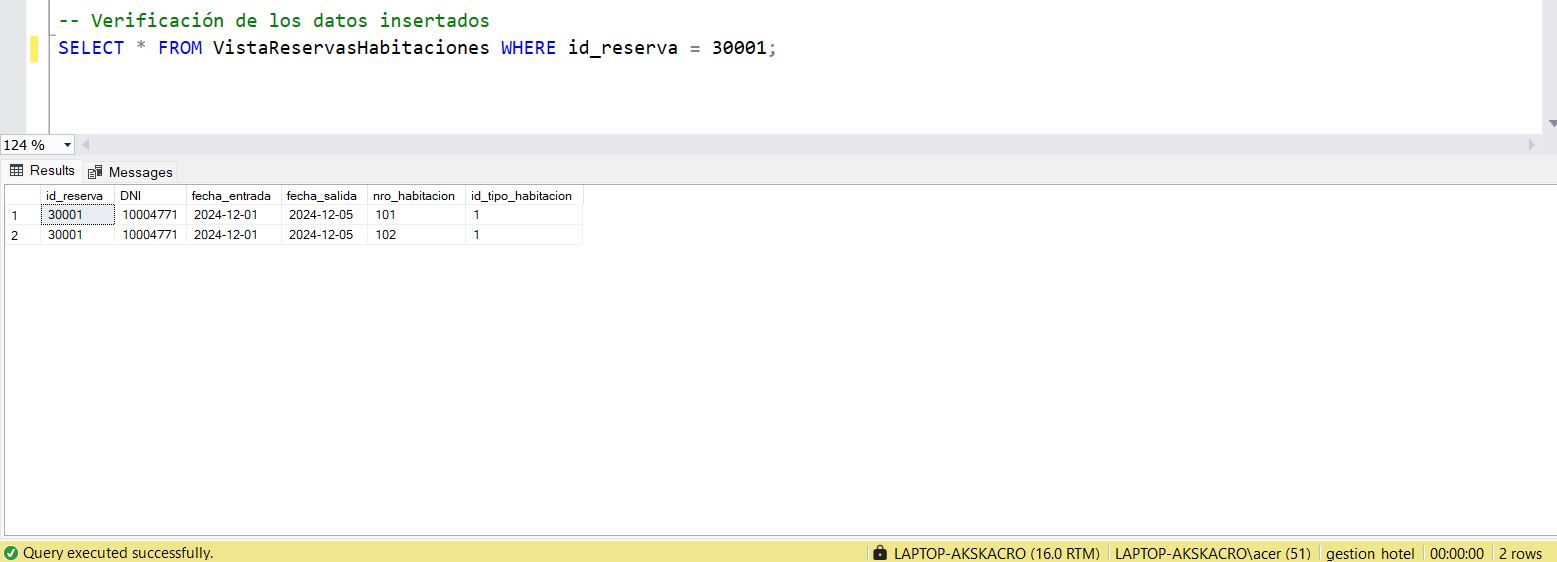 -- Verificación de los datos insertados
SELECT * FROM VistaReservasHabitaciones WHERE id_reserva = 30001;
124 %
Results Messages
id_reserva DNI fecha_entrada fecha_salida nro_habitacion id_tipo_habitacion
1 30001 10004771 2024-12-01 2024-12-05 101 1
2 30001 10004771 2024-12-01 2024-12-05 102 1
Query executed successfully. LAPTOP-AKSKACRO (16.0 RTM) LAPTOP-AKSKACRO\acer (51) gestion hotel 00:00:00 2 rows